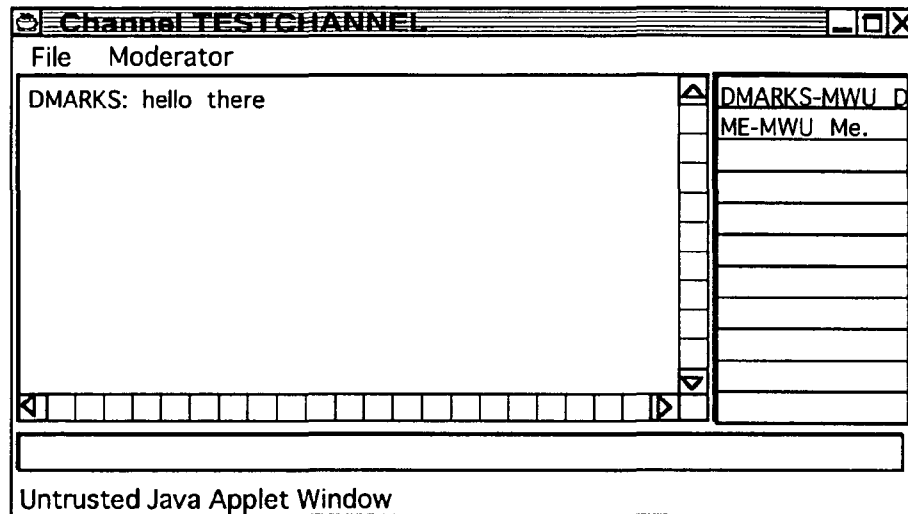 Channel TESTCHANNEL
File Moderator
DMARKS: hello there
DMARKS-MWU D
ME-MWU Me.
Untrusted Java Applet Window